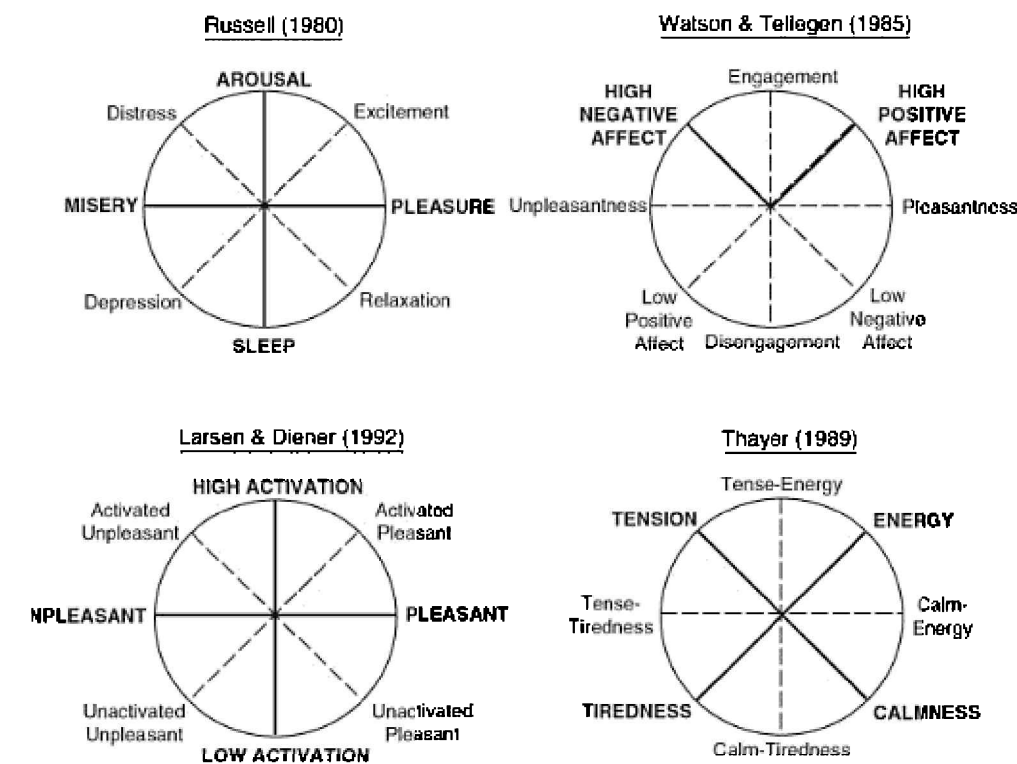 Russell (1980)
AROUSAL
Distress
Excitement
MISERY
PLEASURE
Depression
Relaxation
SLEEP
Watson & Tellegen (1985)
Engagement
HIGH
NEGATIVE
AFFECT
HIGH
POSITIVE
AFFECT
Unpleasantness
Pleasantness
Low
Positive
Affect
Disengagement
Low
Negative
Affect
Larsen & Diener (1992)
HIGH ACTIVATION
Activated
Unpleasant
Activated
Pleasant
NPLEASANT
PLEASANT
Unactivated
Unpleasant
Unactivated
Pleasant
LOW ACTIVATION
Thayer (1989)
Tense-Energy
TENSION
ENERGY
Tense-
Tiredness
Calm-
Energy
TIREDNESS
CALMNESS
Calm-Tiredness